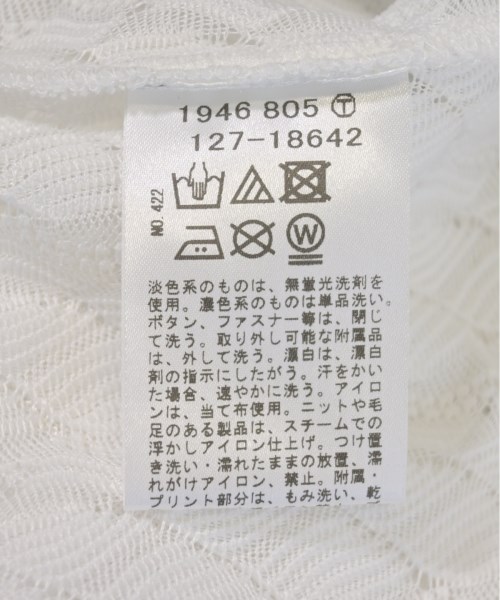 1946 805 Ⓣ
127-18642
NO.422
W
淡色系のものは、無蛍光洗剤を
使用。濃色系のものは単品洗い。
ボタン、ファスナー等は、閉じ
て洗う。取り外し可能な附属品
は、外して洗う。漂白は、漂白
剤の指示にしたがう。汗をかい
た場合、速やかに洗う。アイロ
ンは、当て布使用。ニットや毛
足のある製品は、スチームでの
浮かしアイロン仕上げ。つけ置
き洗い・濡れたままの放置、濡
れがけアイロン、禁止。附属・
プリント部分は、もみ洗い、乾